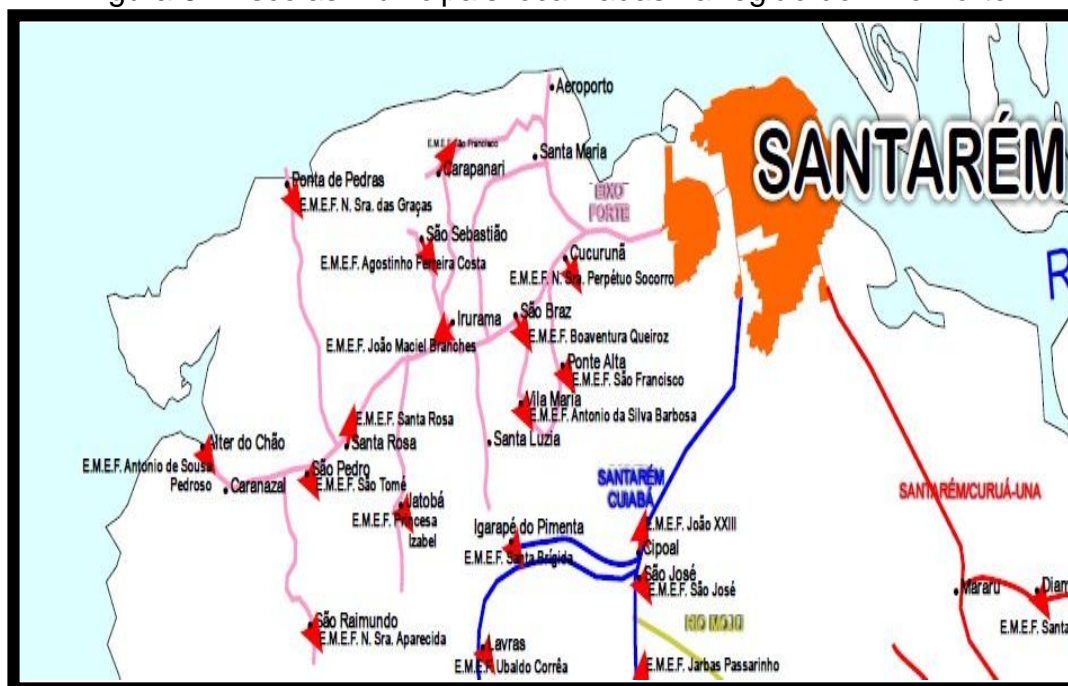 Aeroporto
SANTARÉM
E.M.E.F. São Francisco
Carapanari
Santa Maria
Ponta de Pedras
E.M.E.F. N. Sra. das Graças
EIXO
FORTE
São Sebastião
E.M.E.F. Agostinho Ferreira Costa
Cucurunã
E.M.E.F. N. Sra. Perpétuo Socorro
R
Irurama
São Braz
E.M.E.F. João Maciel Branches
E.M.E.F. Boaventura Queiroz
Ponte Alta
E.M.E.F. São Francisco
Vila Maria
E.M.E.F. Antonio da Silva Barbosa
E.M.E.F. Santa Rosa
Santa Rosa
Santa Luzia
Alter do Chão
E.M.E.F. Antonio de Sousa
Pedroso
Caranazal
São Pedro
E.M.E.F. São Tomé
SANTARÉM
CUIABÁ
SANTARÉM/CURUÁ-UNA
Jatobá
E.M.E.F. Princesa
Izabel
Igarapé do Pimenta
E.M.E.F. Santa Brígida
E.M.E.F. João XXIII
Cipoal
São José
E.M.E.F. São José
Mararu
Diam
E.M.E.F. Santa
São Raimundo
E.M.E.F. N. Sra. Aparecida
RIO MOJU
Lavras
E.M.E.F. Ubaldo Corrêa
E.M.E.F. Jarbas Passarinho